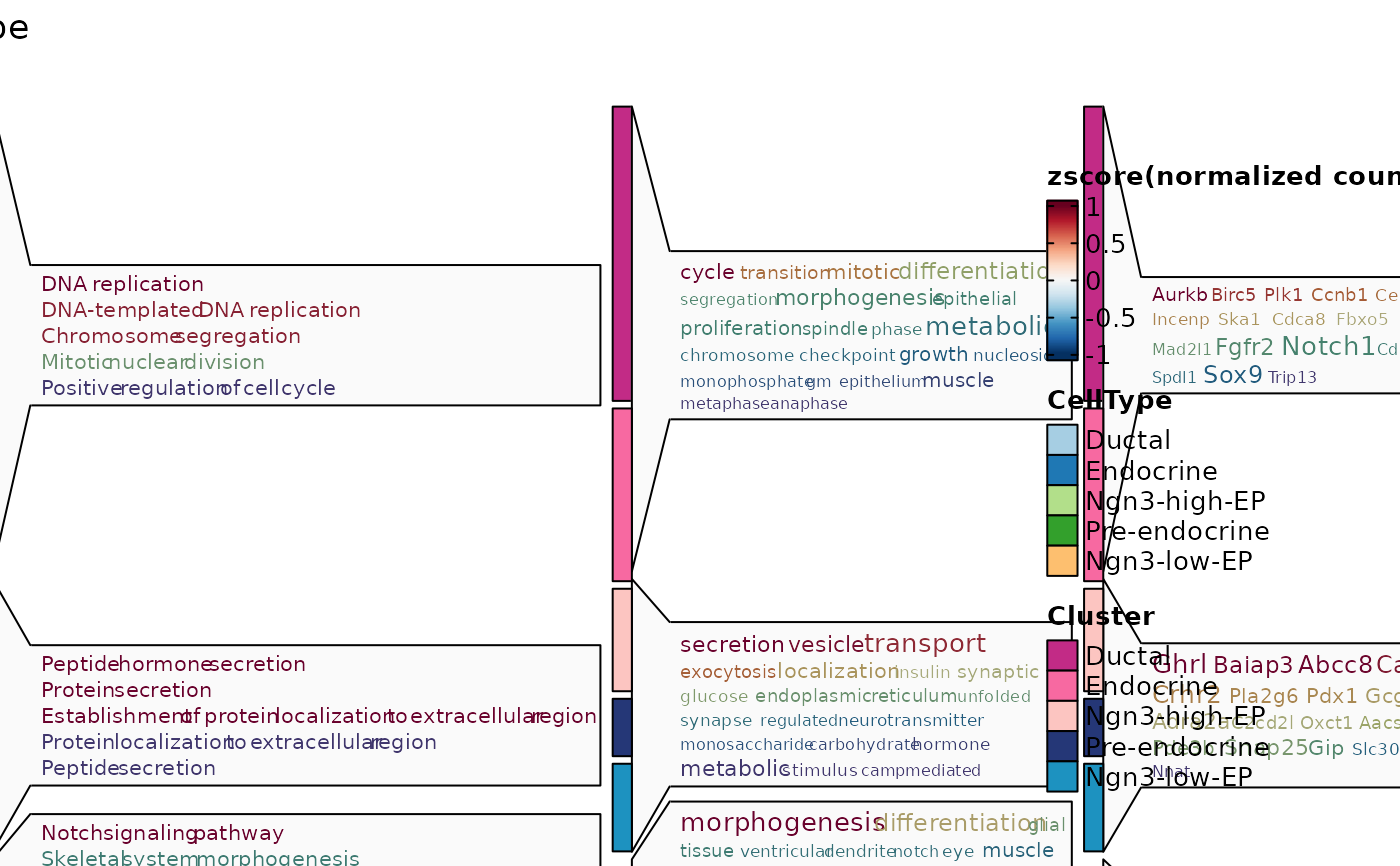 pe
DNA replication
DNA-templated DNA replication
Chromosome segregation
Mitotic nuclear division
Positive regulation of cell cycle
Peptide hormone secretion
Protein secretion
Establishment of protein localization to extracellular region
Protein localization to extracellular region
Peptide secretion
Notch signaling pathway
Skeletal system morphogenesis
cycle transition mitotic differentiatio
segregation morphogenesis epithelial
proliferation spindle phase metabolic
chromosome checkpoint growth nucleosid
monophosphate gm epithelium muscle
metaphase anaphase
secretion vesicle transport
exocytosis localization insulin synaptic
glucose endoplasmic reticulum unfolded
synapse regulated neurotransmitter
monosaccharide carbohydrate hormone
metabolic stimulus camp mediated
morphogenesis differentiation glial
tissue ventricular dendrite notch eye muscle
zscore(normalized coun
1
0.5
0
-0.5
-1
CellType
Ductal
Endocrine
Ngn3-high-EP
Pre-endocrine
Ngn3-low-EP
Cluster
Ductal
Endocrine
Ngn3-high-EP
Pre-endocrine
Ngn3-low-EP
Aurkb Birc5 Plk1 Ccnb1 Ce
Incenp Ska1 Cdca8 Fbxo5
Mad2l1 Fgfr2 Notch1 Cd
Spdl1 Sox9 Trip13
Ghrl Baiap3 Abcc8 Ca
Crhr2 Pla2g6 Pdx1 Gcg
Adra2a Oxct1 Aacs
Pde8b Snap25 Gip Slc30
Nnat